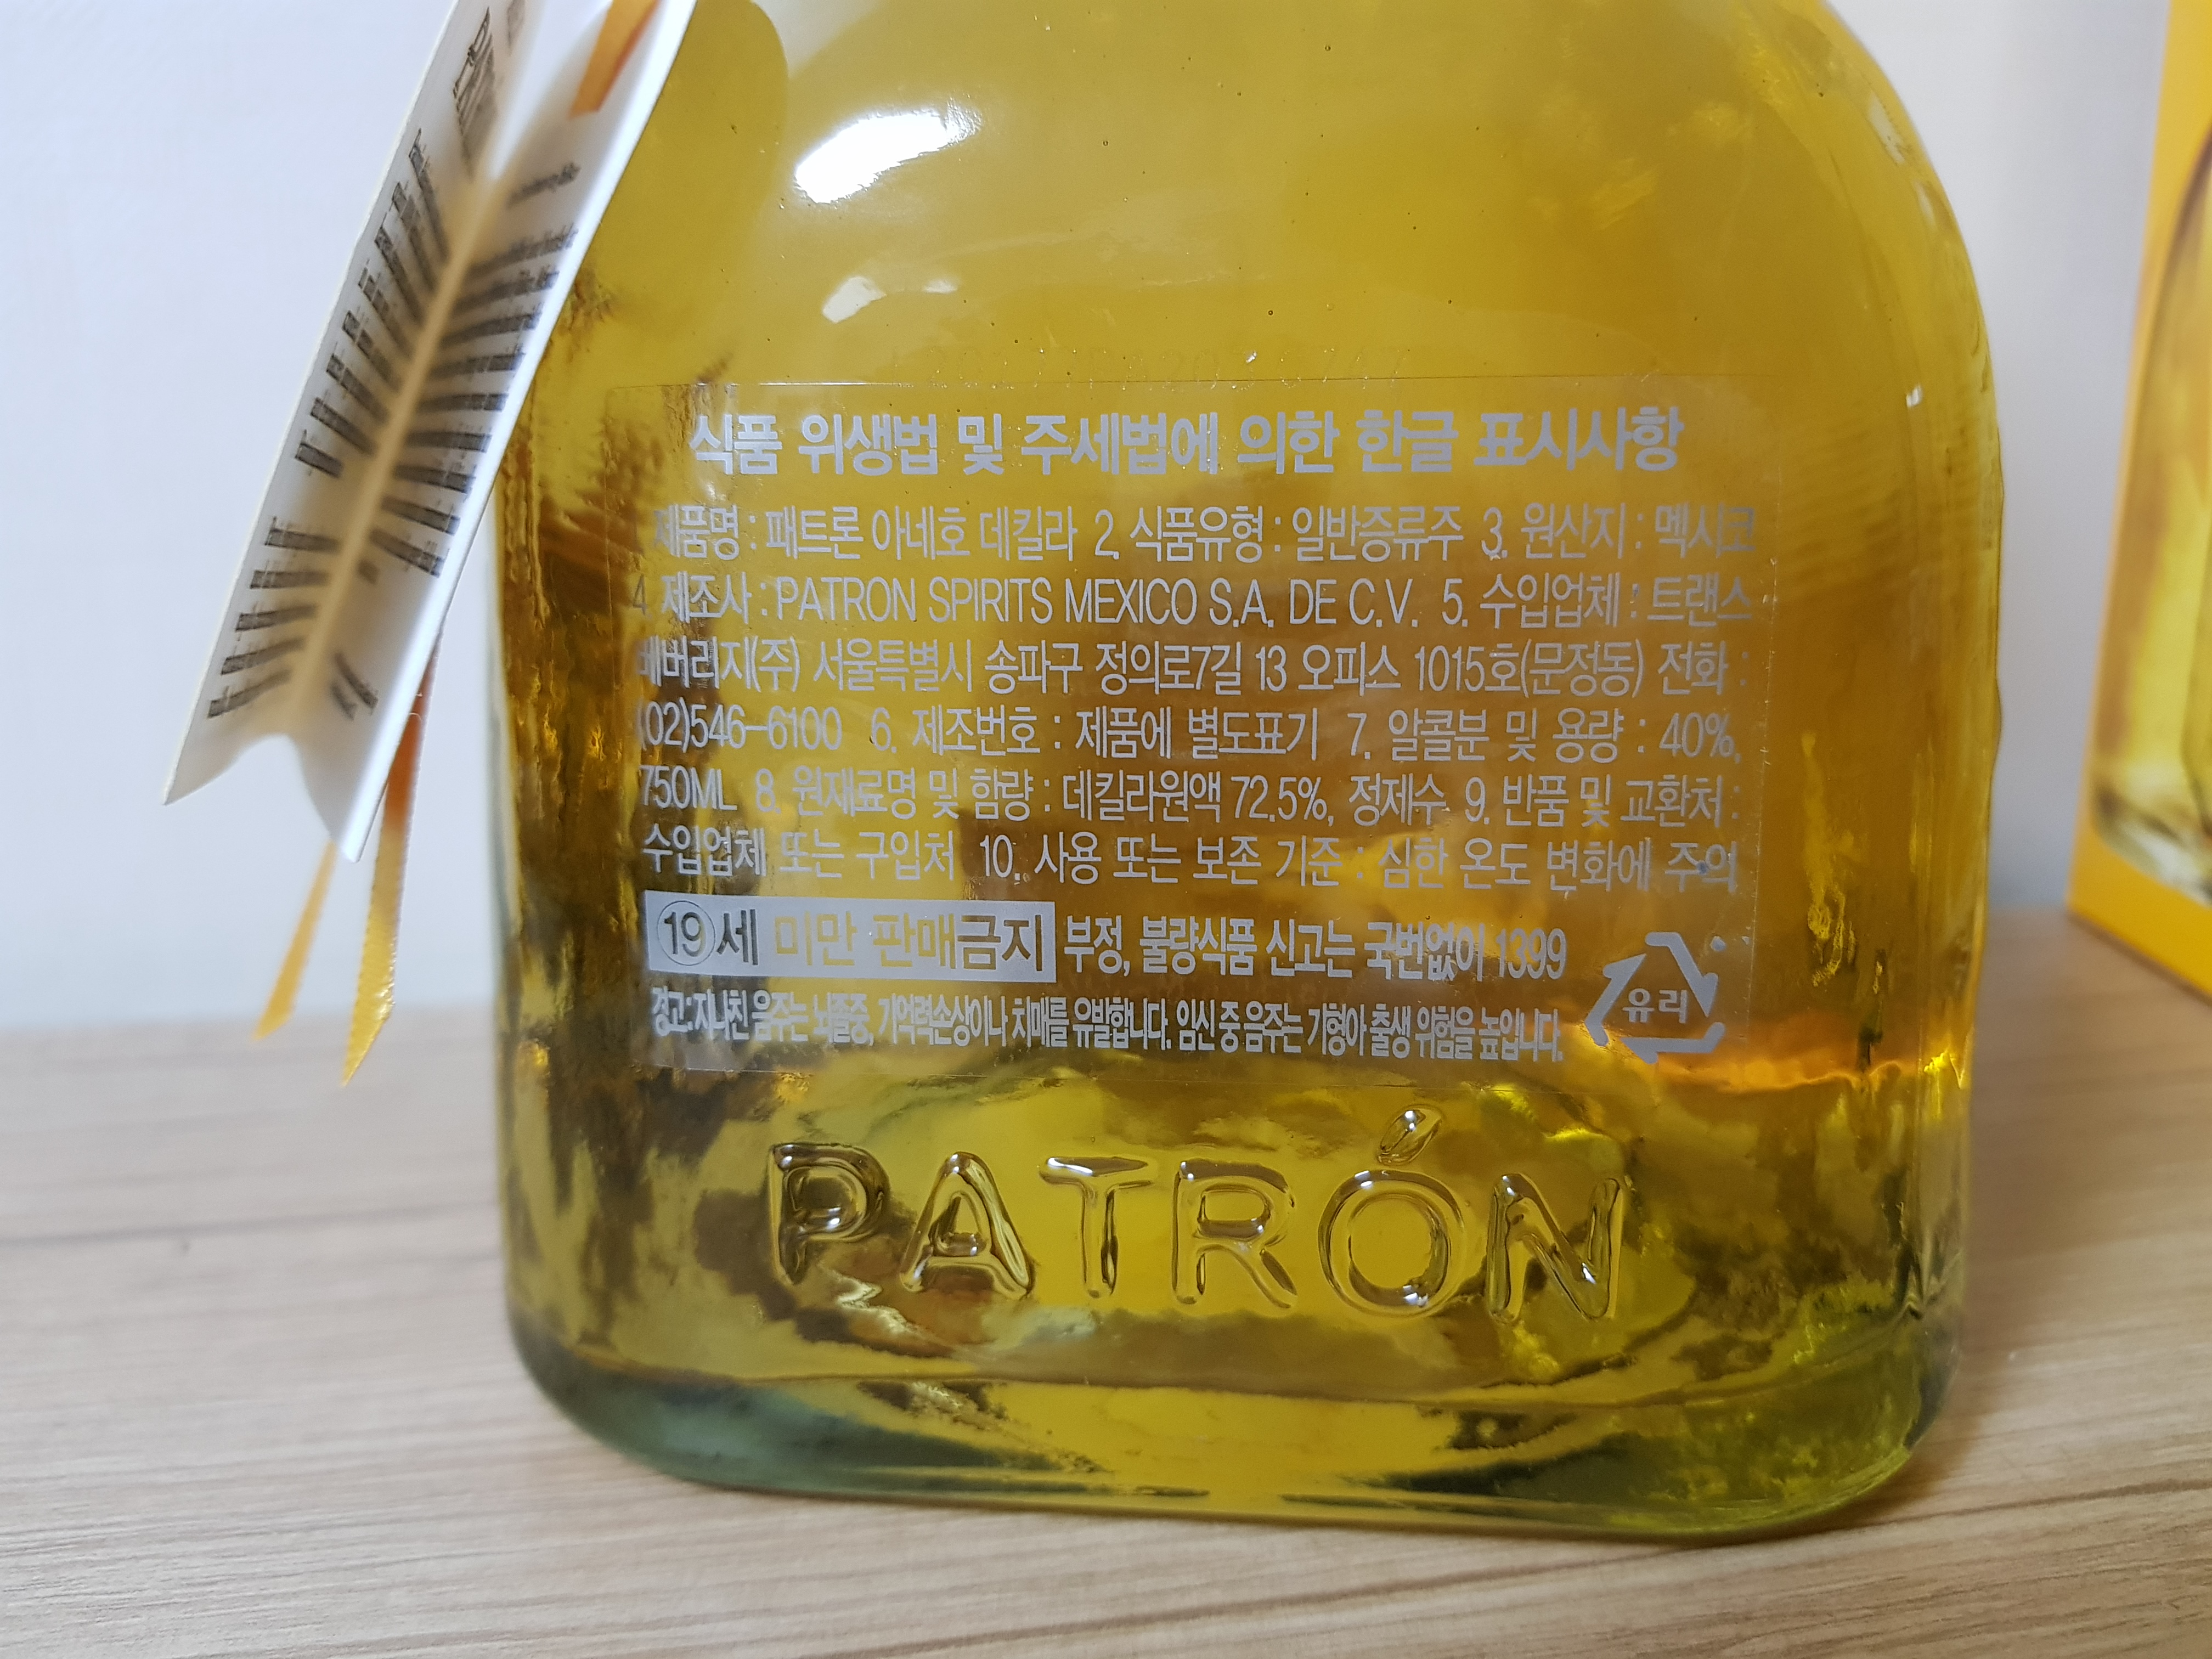 식품 위생법 및 주세법에 의한 한글 표시사항
제품명 : 패트론 아네호 데킬라 2. 식품유형 : 일반증류주 3. 원산지 : 멕시코
4. 제조사 : PATRON SPIRITS MEXICO S.A. DE C.V. 5. 수입업체 : 트랜스
베버리지(주) 서울특별시 송파구 정의로7길 13 오피스 1015호(문정동) 전화 :
(02)546-6100 6. 제조번호 : 제품에 별도표기 7. 알콜분 및 용량 : 40%,
750ML 8. 원재료명 및 함량 : 데킬라원액 72.5%, 정제수 9. 반품 및 교환처 :
수입업체 또는 구입처 10. 사용 또는 보존 기준 : 심한 온도 변화에 주의
19세 미만 판매금지 부정, 불량식품 신고는 국번없이 1399
경고:지나친 음주는 뇌졸중, 기억력손상이나 치매를 유발합니다. 임신 중 음주는 기형아 출생 위험을 높입니다.
유리
PATRÓN